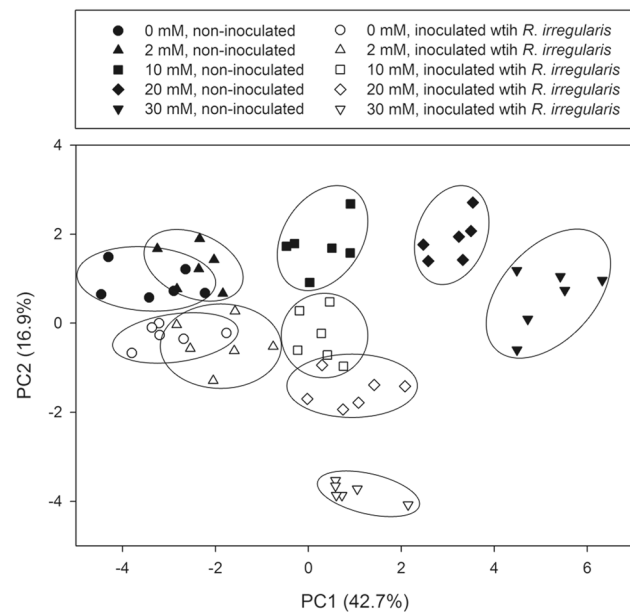 0 mM, non-inoculated
2 mM, non-inoculated
10 mM, non-inoculated
20 mM, non-inoculated
30 mM, non-inoculated
0 mM, inoculated wtih R. irregularis
2 mM, inoculated wtih R. irregularis
10 mM, inoculated wtih R. irregularis
20 mM, inoculated wtih R. irregularis
30 mM, inoculated wtih R. irregularis
PC2 (16.9%)
4
2
0
-2
-4
-4
-2
0
2
4
6
PC1 (42.7%)